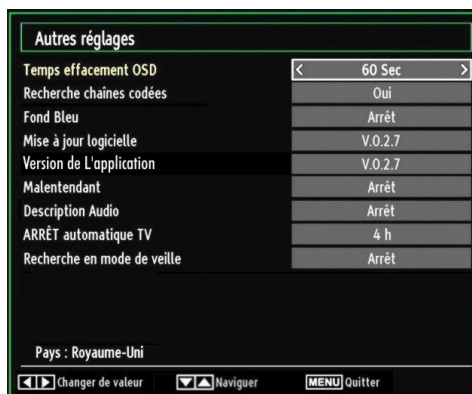 Autres réglages
Temps effacement OSD < 60 Sec >
Recherche chaînes codées Oui
Fond Bleu Arrêt
Mise à jour logicielle V.0.2.7
Version de L'application V.0.2.7
Malentendant Arrêt
Description Audio Arrêt
ARRÊT automatique TV 4 h
Recherche en mode de veille Arrêt
Pays : Royaume-Uni
Changer de valeur Naviguer MENU Quitter